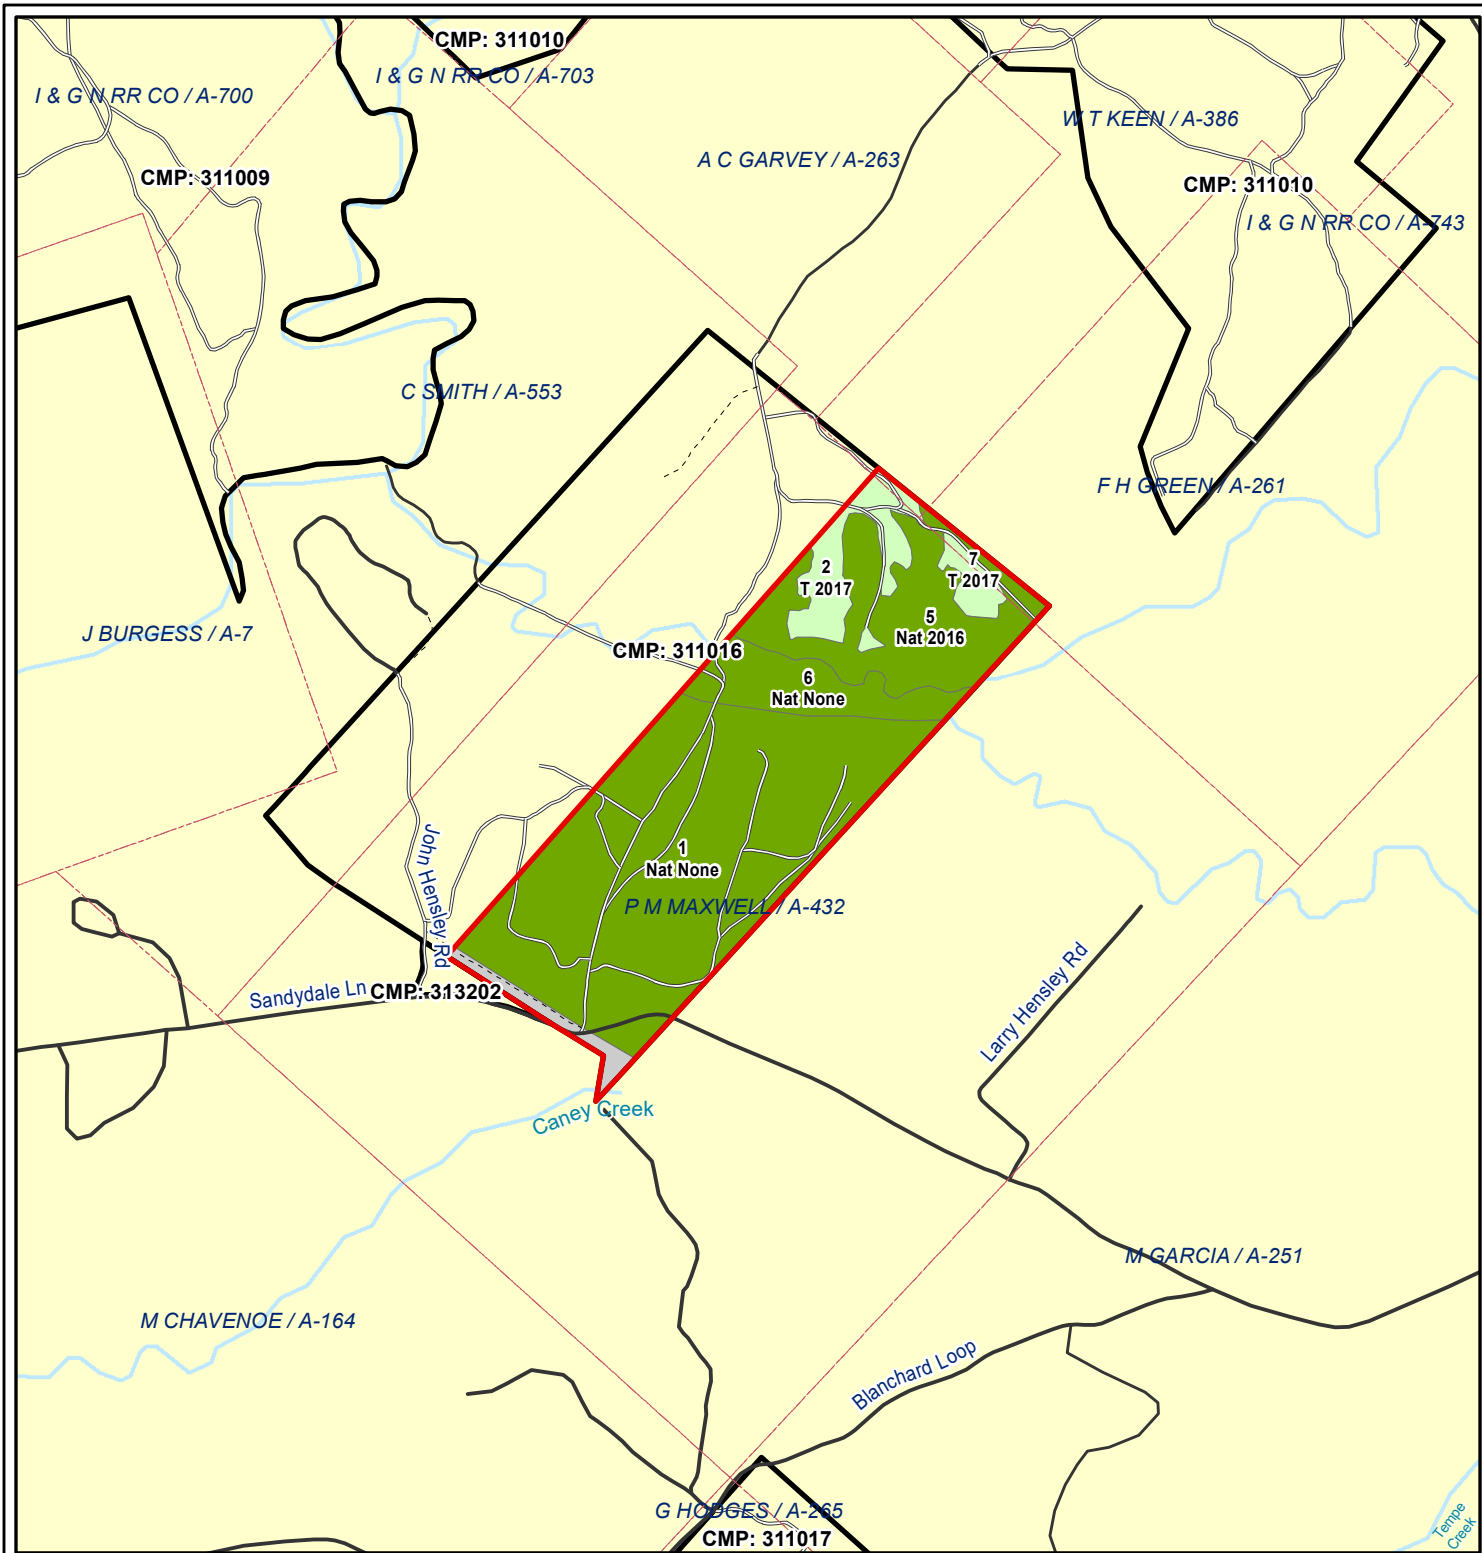 CMP: 311010
I & G N RR CO / A-703
I & G N RR CO / A-700
W T KEEN / A-386
A C GARVEY / A-263
CMP: 311009
CMP: 311010
I & G N RR CO / A-743
C SMITH / A-553
F H GREEN / A-261
7
T 2017
2
T 2017
5
Nat 2016
J BURGESS / A-7
CMP: 311016
6
Nat None
John Hensley Rd
1
Nat None
P M MAXWELL / A-432
Sandydale Ln
CMP: 313202
Larry Hensley Rd
Caney Creek
M GARCIA / A-251
M CHAVENOE / A-164
Blanchard Loop
G HODGES / A-265
CMP: 311017
Tempe
Creek